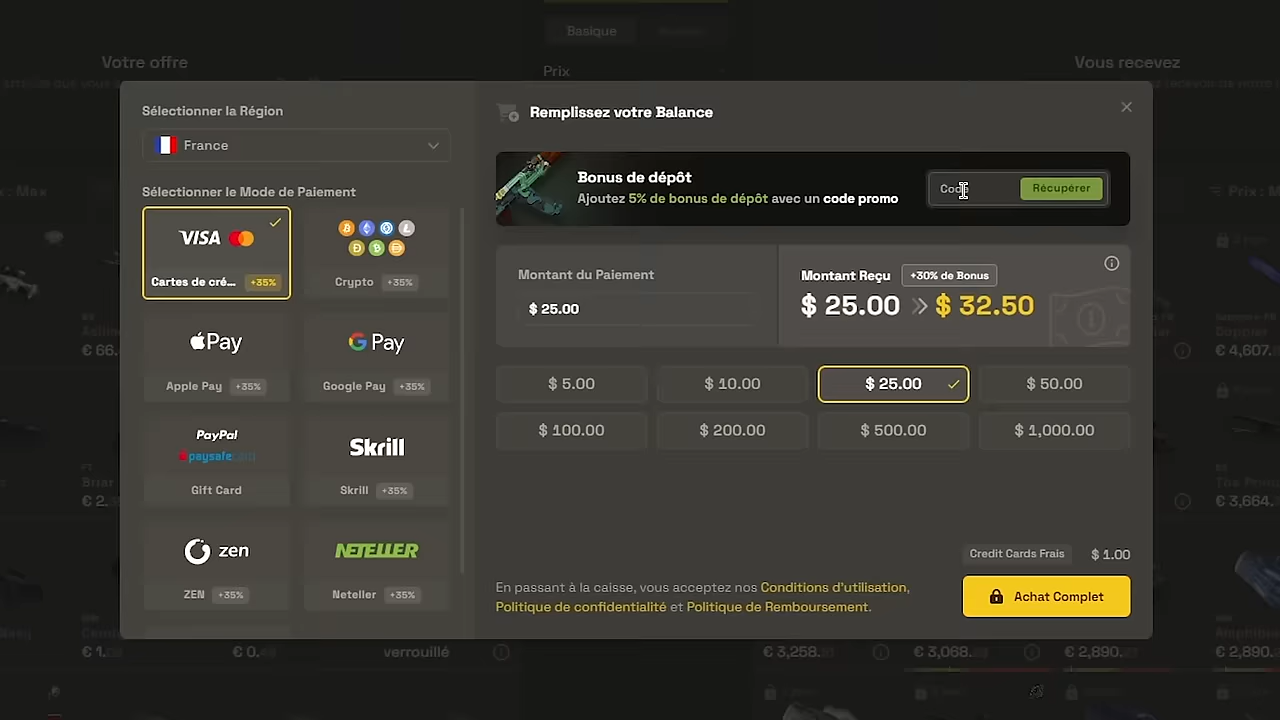 Basique
Votre offre
Vous recevez
Prix
Sélectionner la Région
France
Sélectionner le Mode de Paiement
VISA
Cartes de cré... +35%
Crypto +35%
Pay
Apple Pay +35%
G Pay
Google Pay +35%
PayPal
paysafecard
Gift Card
Skrill
Skrill +35%
zen
ZEN +35%
NETELLER
Neteller +35%
Remplissez votre Balance
Bonus de dépôt
Ajoutez 5% de bonus de dépôt avec un code promo
Code
Récupérer
Montant du Paiement
$ 25.00
Montant Reçu +30% de Bonus
$ 25.00 $ 32.50
$ 5.00 $ 10.00 $ 25.00 $ 50.00
$ 100.00 $ 200.00 $ 500.00 $ 1,000.00
Credit Cards Frais $ 1.00
En passant à la caisse, vous acceptez nos Conditions d'utilisation,
Politique de confidentialité et Politique de Remboursement.
Achat Complet
€ 66.
€ 4,607.
Briar
€ 2.
€ 3,664.
€ 1. € 0. verrouillé € 3,258. € 3,068. € 2,890. € 2,890.